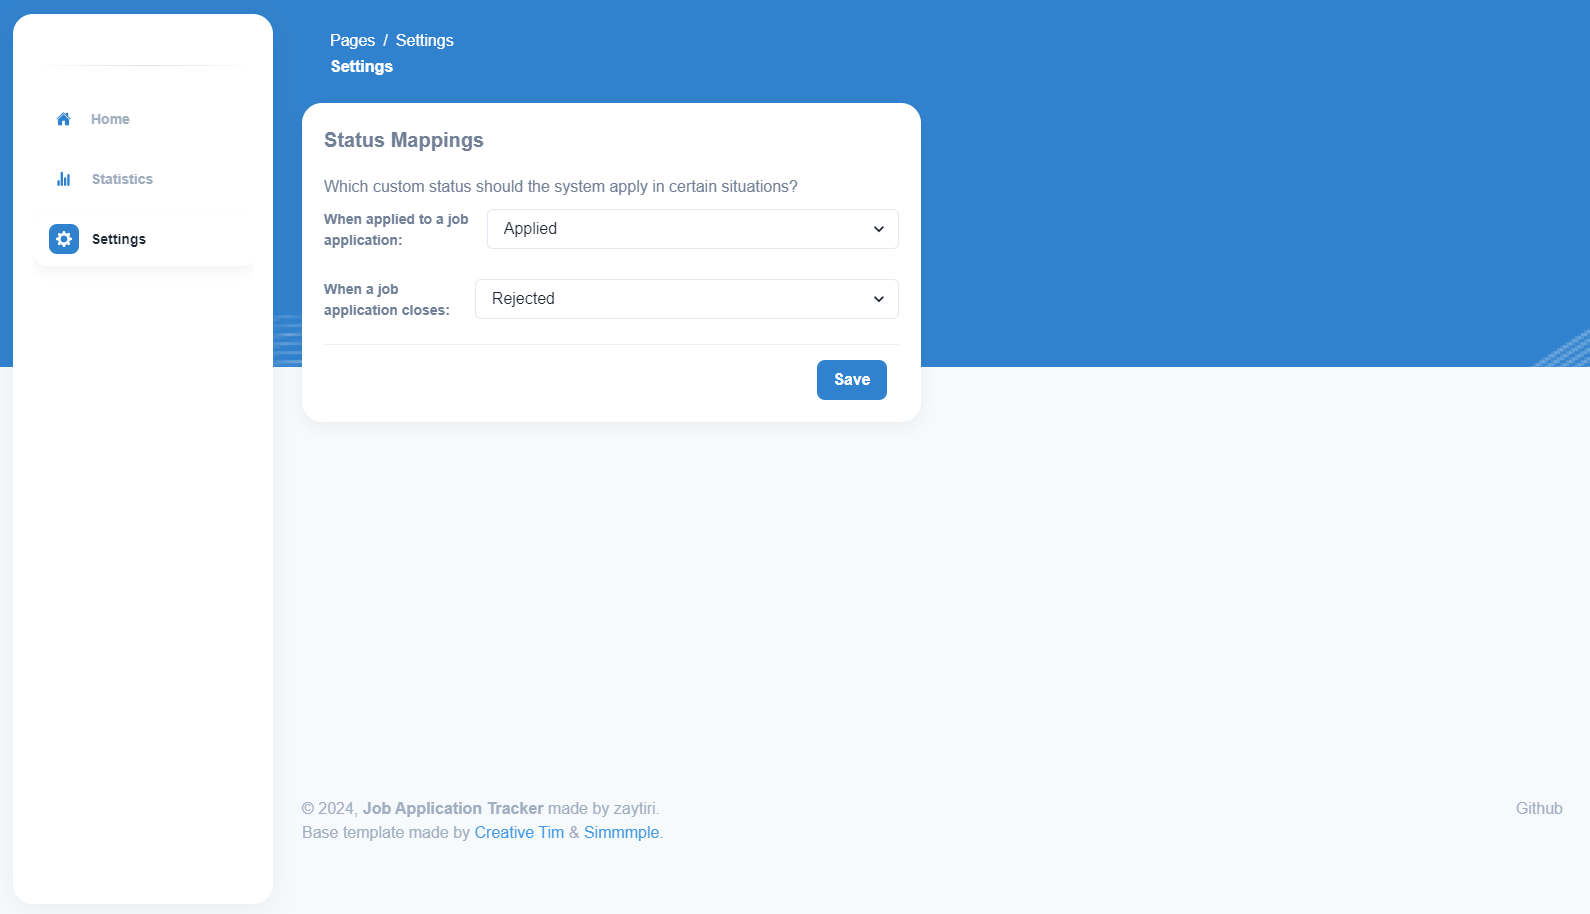 Home
Statistics
Settings
Pages / Settings
Settings
Status Mappings
Which custom status should the system apply in certain situations?
When applied to a job
application:
Applied
When a job
application closes:
Rejected
Save
© 2024, Job Application Tracker made by zaytiri.
Base template made by Creative Tim & Simmmple.
Github